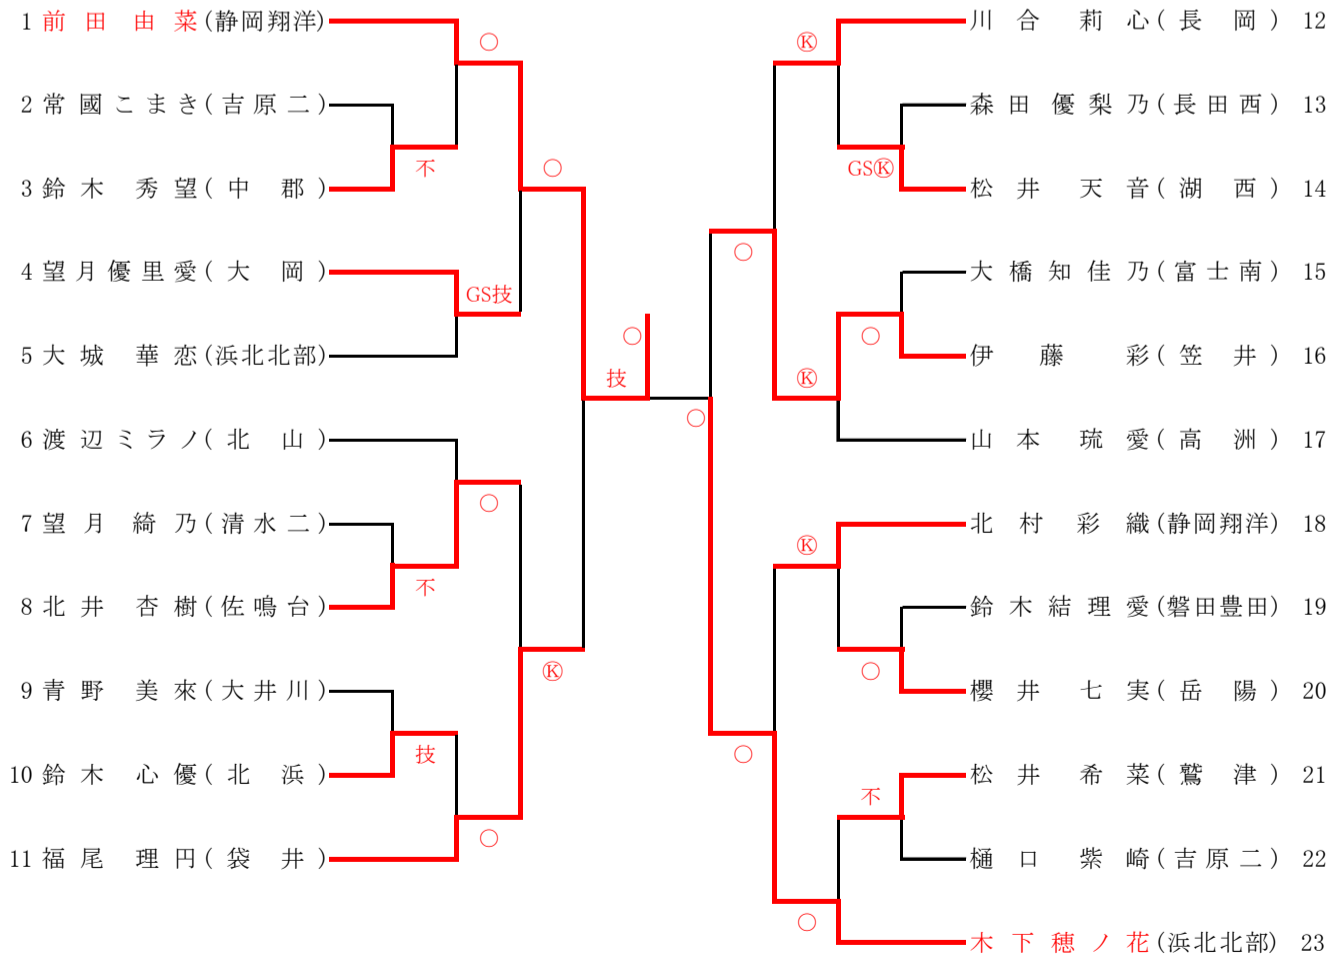 1 前田由菜(静岡翔洋)
2 常國こまき(吉原二)
3 鈴木秀望(中郡)
4 望月優里愛(大岡)
5 大城華恋(浜北北部)
6 渡辺ミラノ(北山)
7 望月綺乃(清水二)
8 北井杏樹(佐鳴台)
9 青野美來(大井川)
10 鈴木心優(北浜)
11 福尾理円(袋井)
○
不
○
GS技
○
不
Ⓚ
技
○
技
○
○
○
○
Ⓚ
GSⓀ
○
Ⓚ
Ⓚ
○
不
○
川合莉心(長岡) 12
森田優梨乃(長田西) 13
松井天音(湖西) 14
大橋知佳乃(富士南) 15
伊藤彩(笠井) 16
山本琉愛(高洲) 17
北村彩織(静岡翔洋) 18
鈴木結理愛(磐田豊田) 19
櫻井七実(岳陽) 20
松井希菜(鷲津) 21
樋口紫崎(吉原二) 22
木下穂ノ花(浜北北部) 23